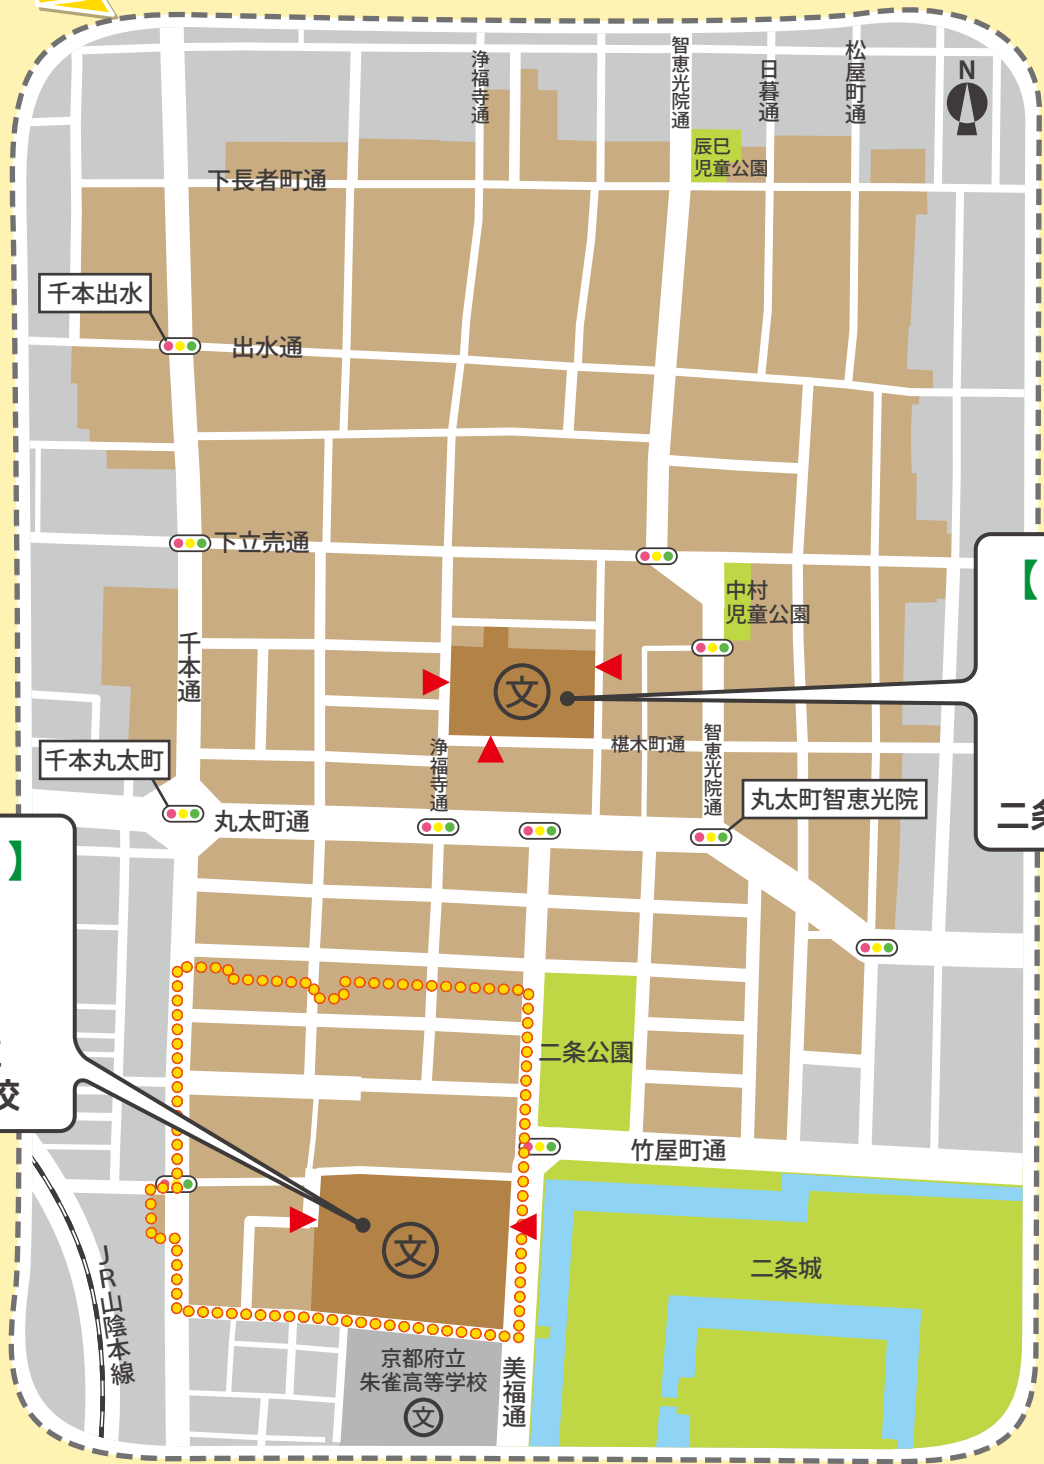 浄福寺通
智恵光院通
日暮通
松屋町通
N
辰巳
児童公園
下長者町通
千本出水
出水通
下立売通
中村
児童公園
【
千本通
文
椹木町通
浄福寺通
智恵光院通
千本丸太町
丸太町通
丸太町智恵光院
二条
】
校
二条公園
竹屋町通
文
二条城
JR山陰本線
京都府立
朱雀高等学校
文
美福通